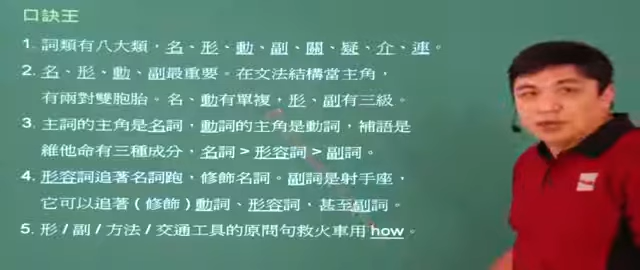 口訣王
1. 詞類有八大類，名、形、動、副、關、疑、介、連。
2. 名、形、動、副最重要。在文法結構當主角，
有兩對雙胞胎。名、動有單複，形、副有三級。
3. 主詞的主角是名詞，動詞的主角是動詞，補語是
維他命有三種成分，名詞 > 形容詞 > 副詞。
4. 形容詞追著名詞跑，修飾名詞。副詞是射手座，
它可以追著 ( 修飾 ) 動詞、形容詞，甚至副詞。
5. 形 / 副 / 方法 / 交通工具的原問句救火車用 how。